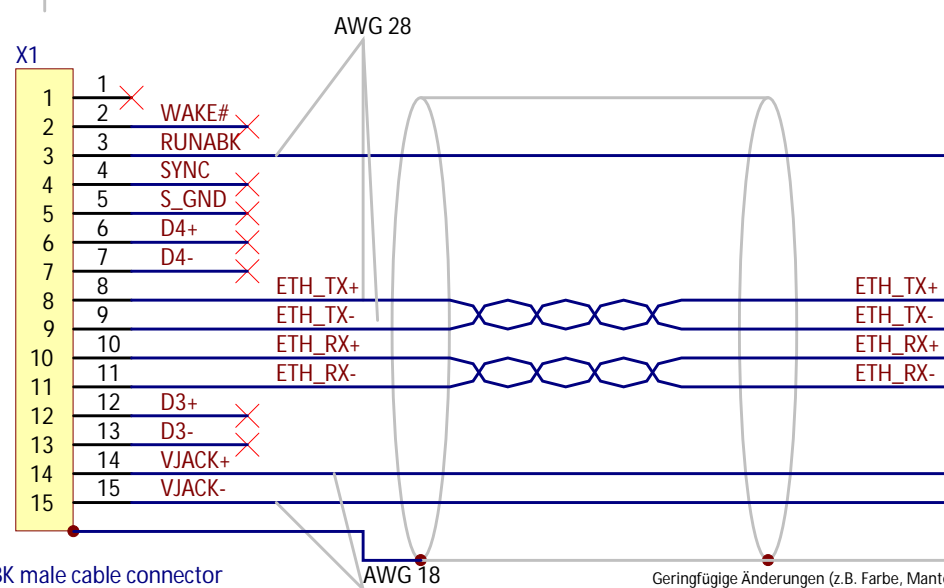 AWG 28
X1
1 1
2 2 WAKE#
3 3 RUNABK
4 4 SYNC
5 5 S_GND
6 6 D4+
7 7 D4-
8 8 ETH_TX+ ETH_TX+
9 9 ETH_TX- ETH_TX-
10 10 ETH_RX+ ETH_RX+
11 11 ETH_RX- ETH_RX-
12 12 D3+
13 13 D3-
14 14 VJACK+
15 15 VJACK-
BK male cable connector
AWG 18
Geringfügige Änderungen (z.B. Farbe, Mante